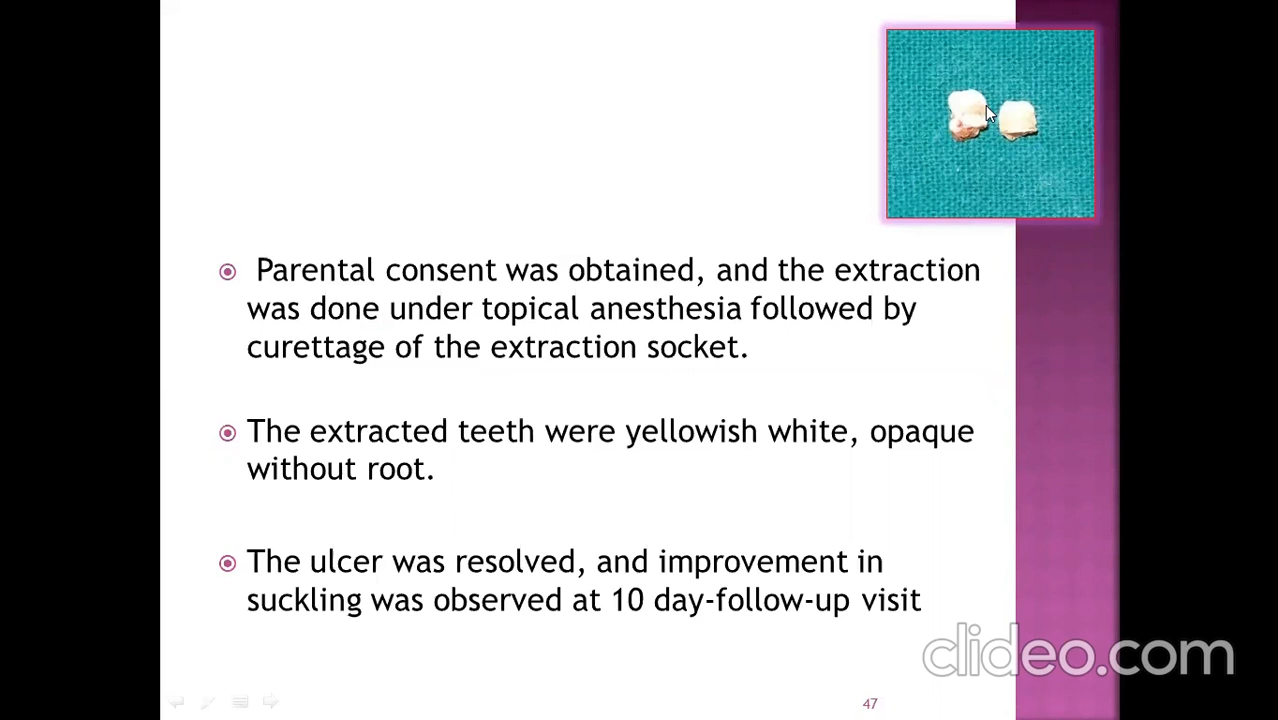 Parental consent was obtained, and the extraction
was done under topical anesthesia followed by
curettage of the extraction socket.
The extracted teeth were yellowish white, opaque
without root.
The ulcer was resolved, and improvement in
suckling was observed at 10 day-follow-up visit
clideo.com
47